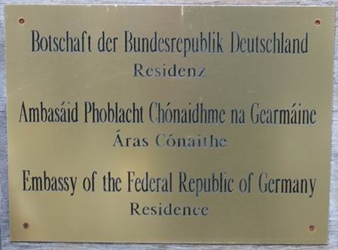 Botschaft der Bundesrepublik Deutschland
Residenz
Ambasáid Phoblacht Chónaidhme na Gearmáine
Áras Cónaithe
Embassy of the Federal Republic of Germany
Residence